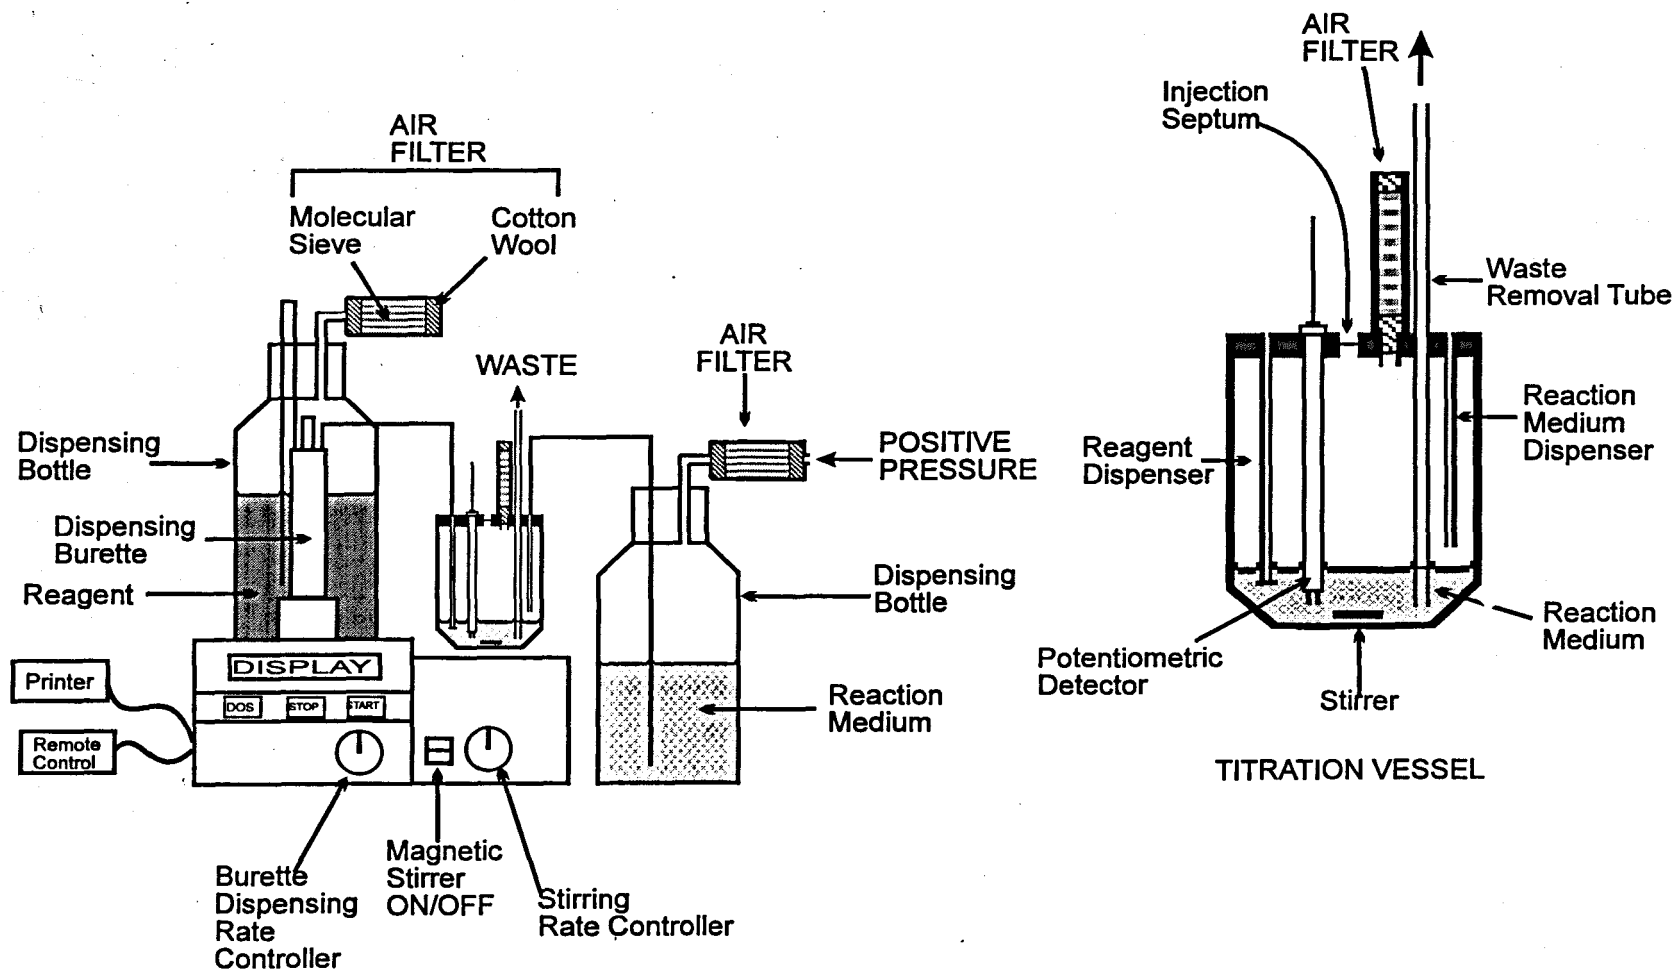 AIR
FILTER
Molecular
Sieve
Cotton
Wool
WASTE
AIR
FILTER
Dispensing
Bottle
POSITIVE
PRESSURE
Dispensing
Burette
Reagent
Dispensing
Bottle
DISPLAY
Printer
DOS
STOP
START
Remote
Control
Reaction
Medium
Burette
Dispensing
Rate
Controller
Magnetic
Stirrer
ON/OFF
Stirring
Rate Controller
AIR
FILTER
Injection
Septum
Waste
Removal Tube
Reagent
Dispenser
Reaction
Medium
Dispenser
Potentiometric
Detector
Stirrer
Reaction
Medium
TITRATION VESSEL